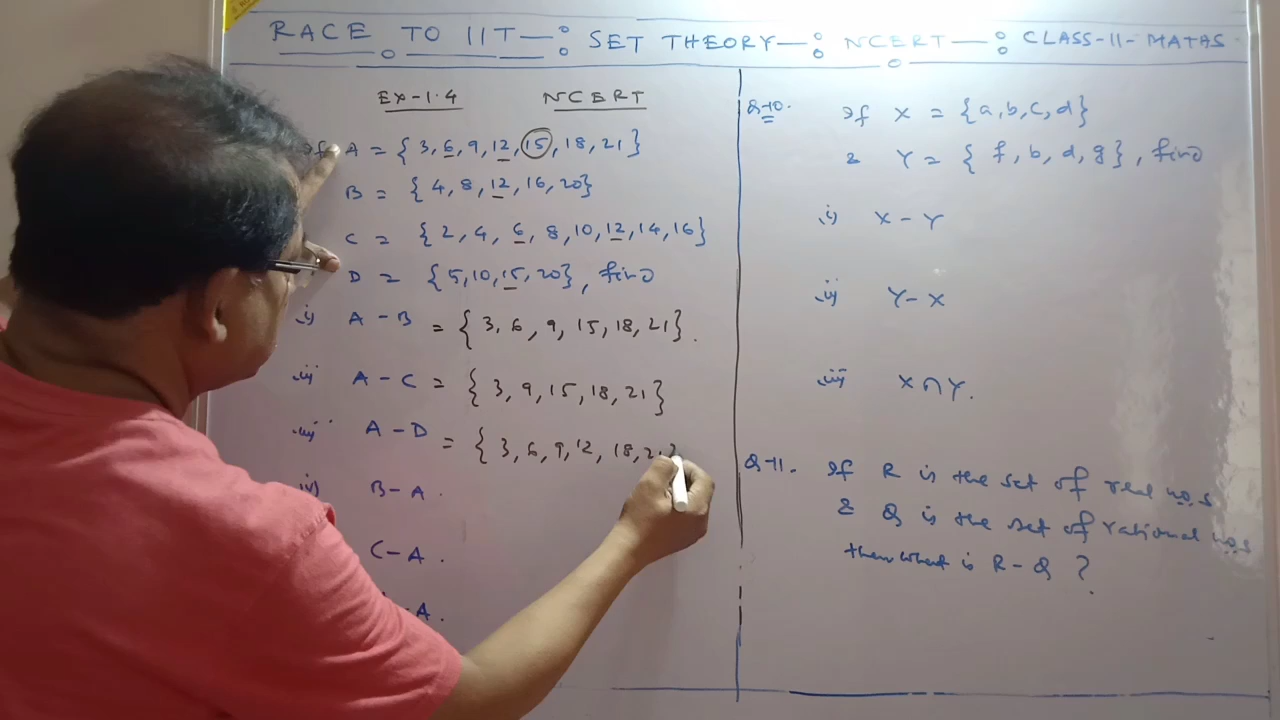 RACE TO IIT —: SET THEORY —: NCERT —: CLASS-11-MATHS
EX-1.4 NCERT
If A = { 3, 6, 9, 12, 15, 18, 21 }
B = { 4, 8, 12, 16, 20 }
C = { 2, 4, 6, 8, 10, 12, 14, 16 }
D = { 5, 10, 15, 20 }, find
i) A - B = { 3, 6, 9, 15, 18, 21 }.
ii) A - C = { 3, 9, 15, 18, 21 }
iii) A - D = { 3, 6, 9, 12, 18, 21 }
iv) B - A.
C - A.
- A.
Q-10. If X = { a, b, c, d }
& Y = { f, b, d, g }, find
i) X - Y
ii) Y - X
iii) X ∩ Y.
Q-11. If R is the set of real nos
& Q is the set of rational nos
then what is R - Q ?